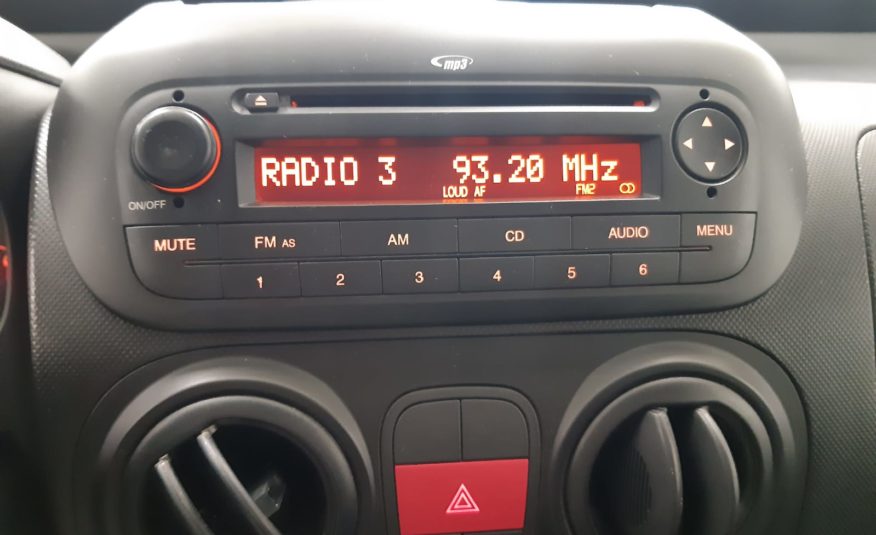 mp3
RADIO 3 93.20 MHz
LOUD AF FM2
ON/OFF
MUTE FM AS AM CD AUDIO MENU
1 2 3 4 5 6